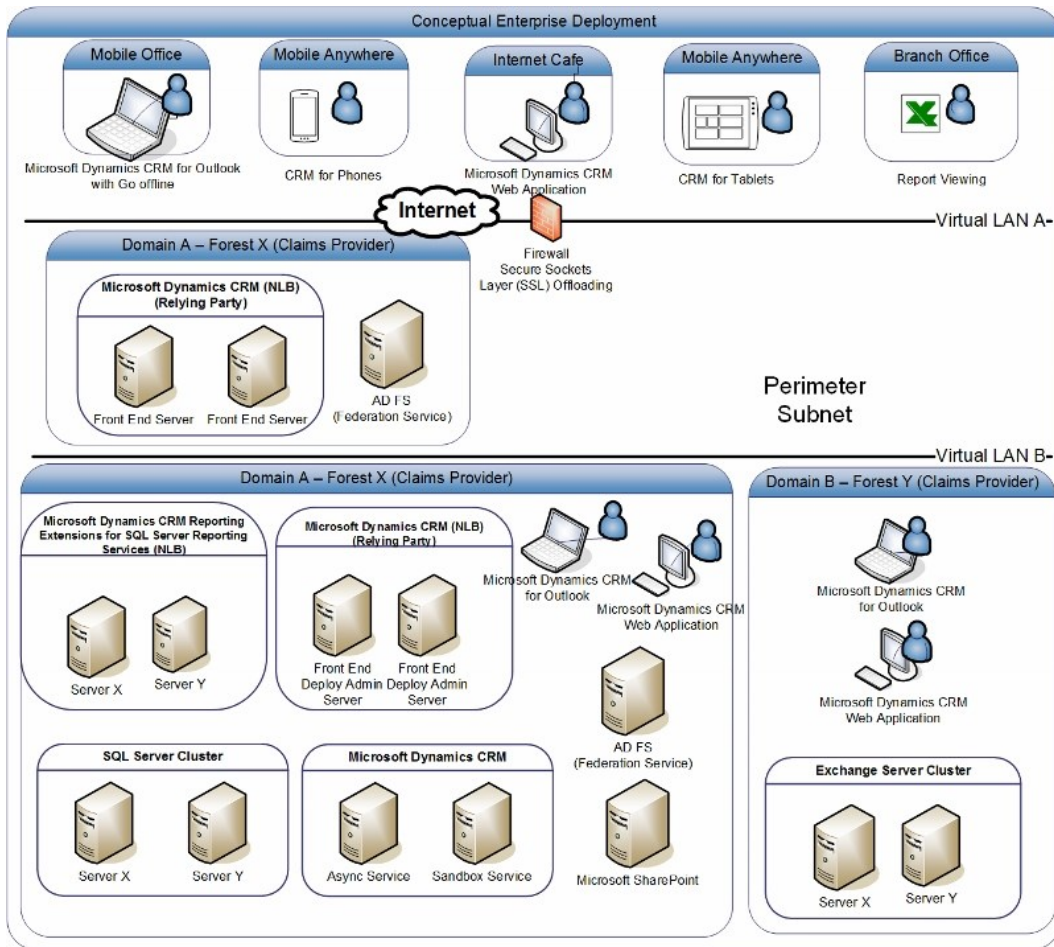 Conceptual Enterprise Deployment
Mobile Office
Microsoft Dynamics CRM for Outlook
with Go offline
Mobile Anywhere
CRM for Phones
Internet Cafe
Microsoft Dynamics CRM
Web Application
Mobile Anywhere
CRM for Tablets
Branch Office
Report Viewing
Internet
Virtual LAN A
Firewall
Secure Sockets
Layer (SSL) Offloading
Domain A – Forest X (Claims Provider)
Microsoft Dynamics CRM (NLB)
(Relying Party)
Front End Server
Front End Server
AD FS
(Federation Service)
Perimeter
Subnet
Virtual LAN B
Domain A – Forest X (Claims Provider)
Microsoft Dynamics CRM Reporting
Extensions for SQL Server Reporting
Services (NLB)
Server X
Server Y
Microsoft Dynamics CRM (NLB)
(Relying Party)
Front End
Deploy Admin
Server
Front End
Deploy Admin
Server
Microsoft Dynamics CRM
for Outlook
Microsoft Dynamics CRM
Web Application
AD FS
(Federation Service)
SQL Server Cluster
Server X
Server Y
Microsoft Dynamics CRM
Async Service
Sandbox Service
Microsoft SharePoint
Domain B – Forest Y (Claims Provider)
Microsoft Dynamics CRM
for Outlook
Microsoft Dynamics CRM
Web Application
Exchange Server Cluster
Server X
Server Y